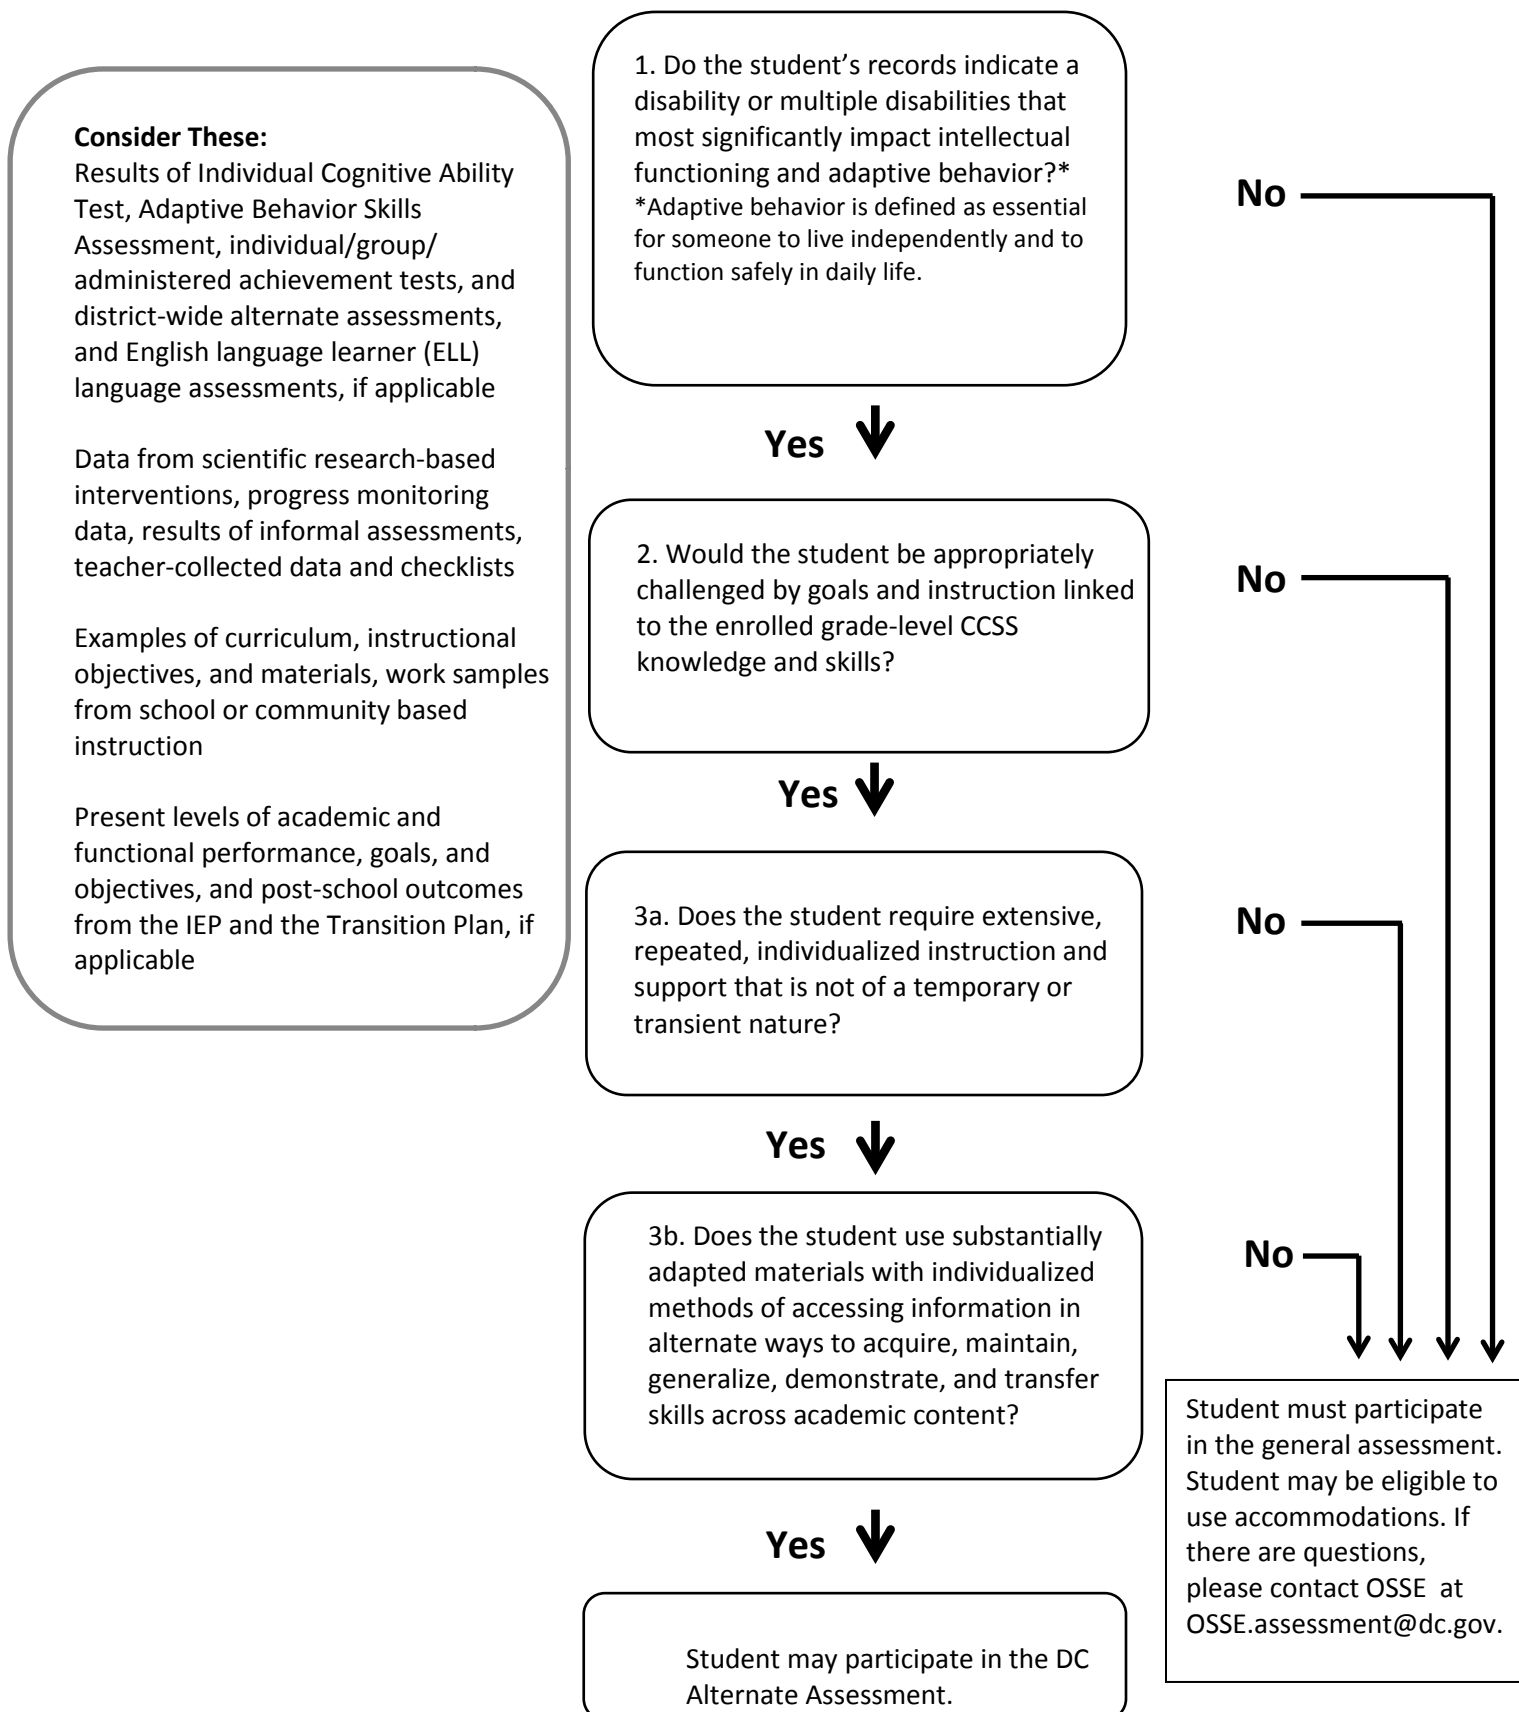 Consider These:
Results of Individual Cognitive Ability
Test, Adaptive Behavior Skills
Assessment, individual/group/
administered achievement tests, and
district-wide alternate assessments,
and English language learner (ELL)
language assessments, if applicable
Data from scientific research-based
interventions, progress monitoring
data, results of informal assessments,
teacher-collected data and checklists
Examples of curriculum, instructional
objectives, and materials, work samples
from school or community based
instruction
Present levels of academic and
functional performance, goals, and
objectives, and post-school outcomes
from the IEP and the Transition Plan, if
applicable
1. Do the student’s records indicate a
disability or multiple disabilities that
most significantly impact intellectual
functioning and adaptive behavior?*
*Adaptive behavior is defined as essential
for someone to live independently and to
function safely in daily life.
No
Yes
2. Would the student be appropriately
challenged by goals and instruction linked
to the enrolled grade-level CCSS
knowledge and skills?
No
Yes
3a. Does the student require extensive,
repeated, individualized instruction and
support that is not of a temporary or
transient nature?
No
Yes
3b. Does the student use substantially
adapted materials with individualized
methods of accessing information in
alternate ways to acquire, maintain,
generalize, demonstrate, and transfer
skills across academic content?
No
Yes
Student must participate
in the general assessment.
Student may be eligible to
use accommodations. If
there are questions,
please contact OSSE at
OSSE.assessment@dc.gov.
Student may participate in the DC
Alternate Assessment.